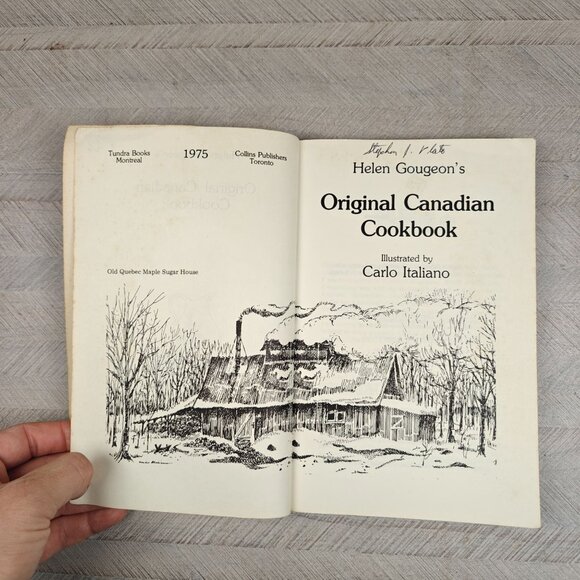 Tundra Books
Montreal
1975
Collins Publishers
Toronto
Old Quebec Maple Sugar House
Stephen J.
Helen Gougeon's
Original Canadian
Cookbook
Illustrated by
Carlo Italiano